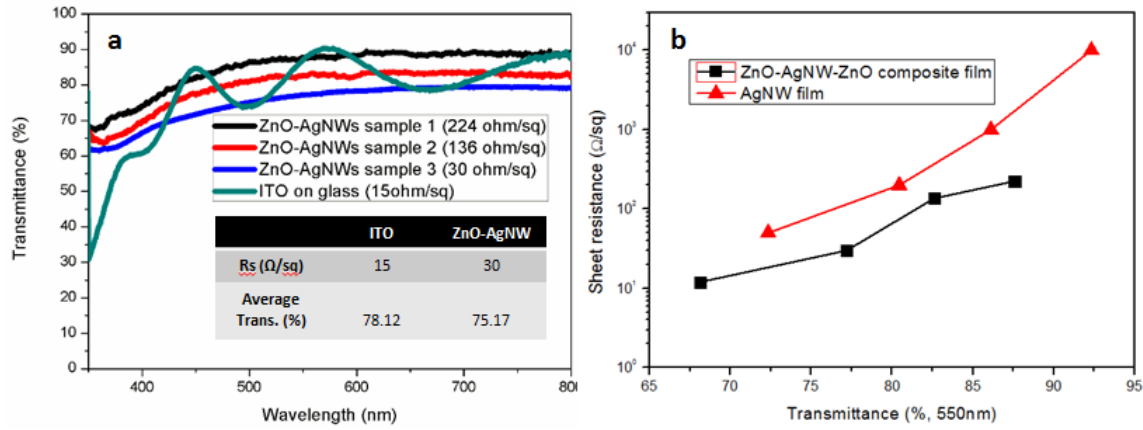 a
Transmittance (%)
100
90
80
70
60
50
40
30
20
10
0
ZnO-AgNWs sample 1 (224 ohm/sq)
ZnO-AgNWs sample 2 (136 ohm/sq)
ZnO-AgNWs sample 3 (30 ohm/sq)
ITO on glass (15ohm/sq)
ITO ZnO-AgNW
Rs (Ω/sq) 15 30
Average
Trans. (%) 78.12 75.17
400 500 600 700 800
Wavelength (nm)
b
Sheet resistance (Ω/sq)
10⁴
10³
10²
10¹
10⁰
ZnO-AgNW-ZnO composite film
AgNW film
65 70 75 80 85 90 95
Transmittance (%, 550nm)